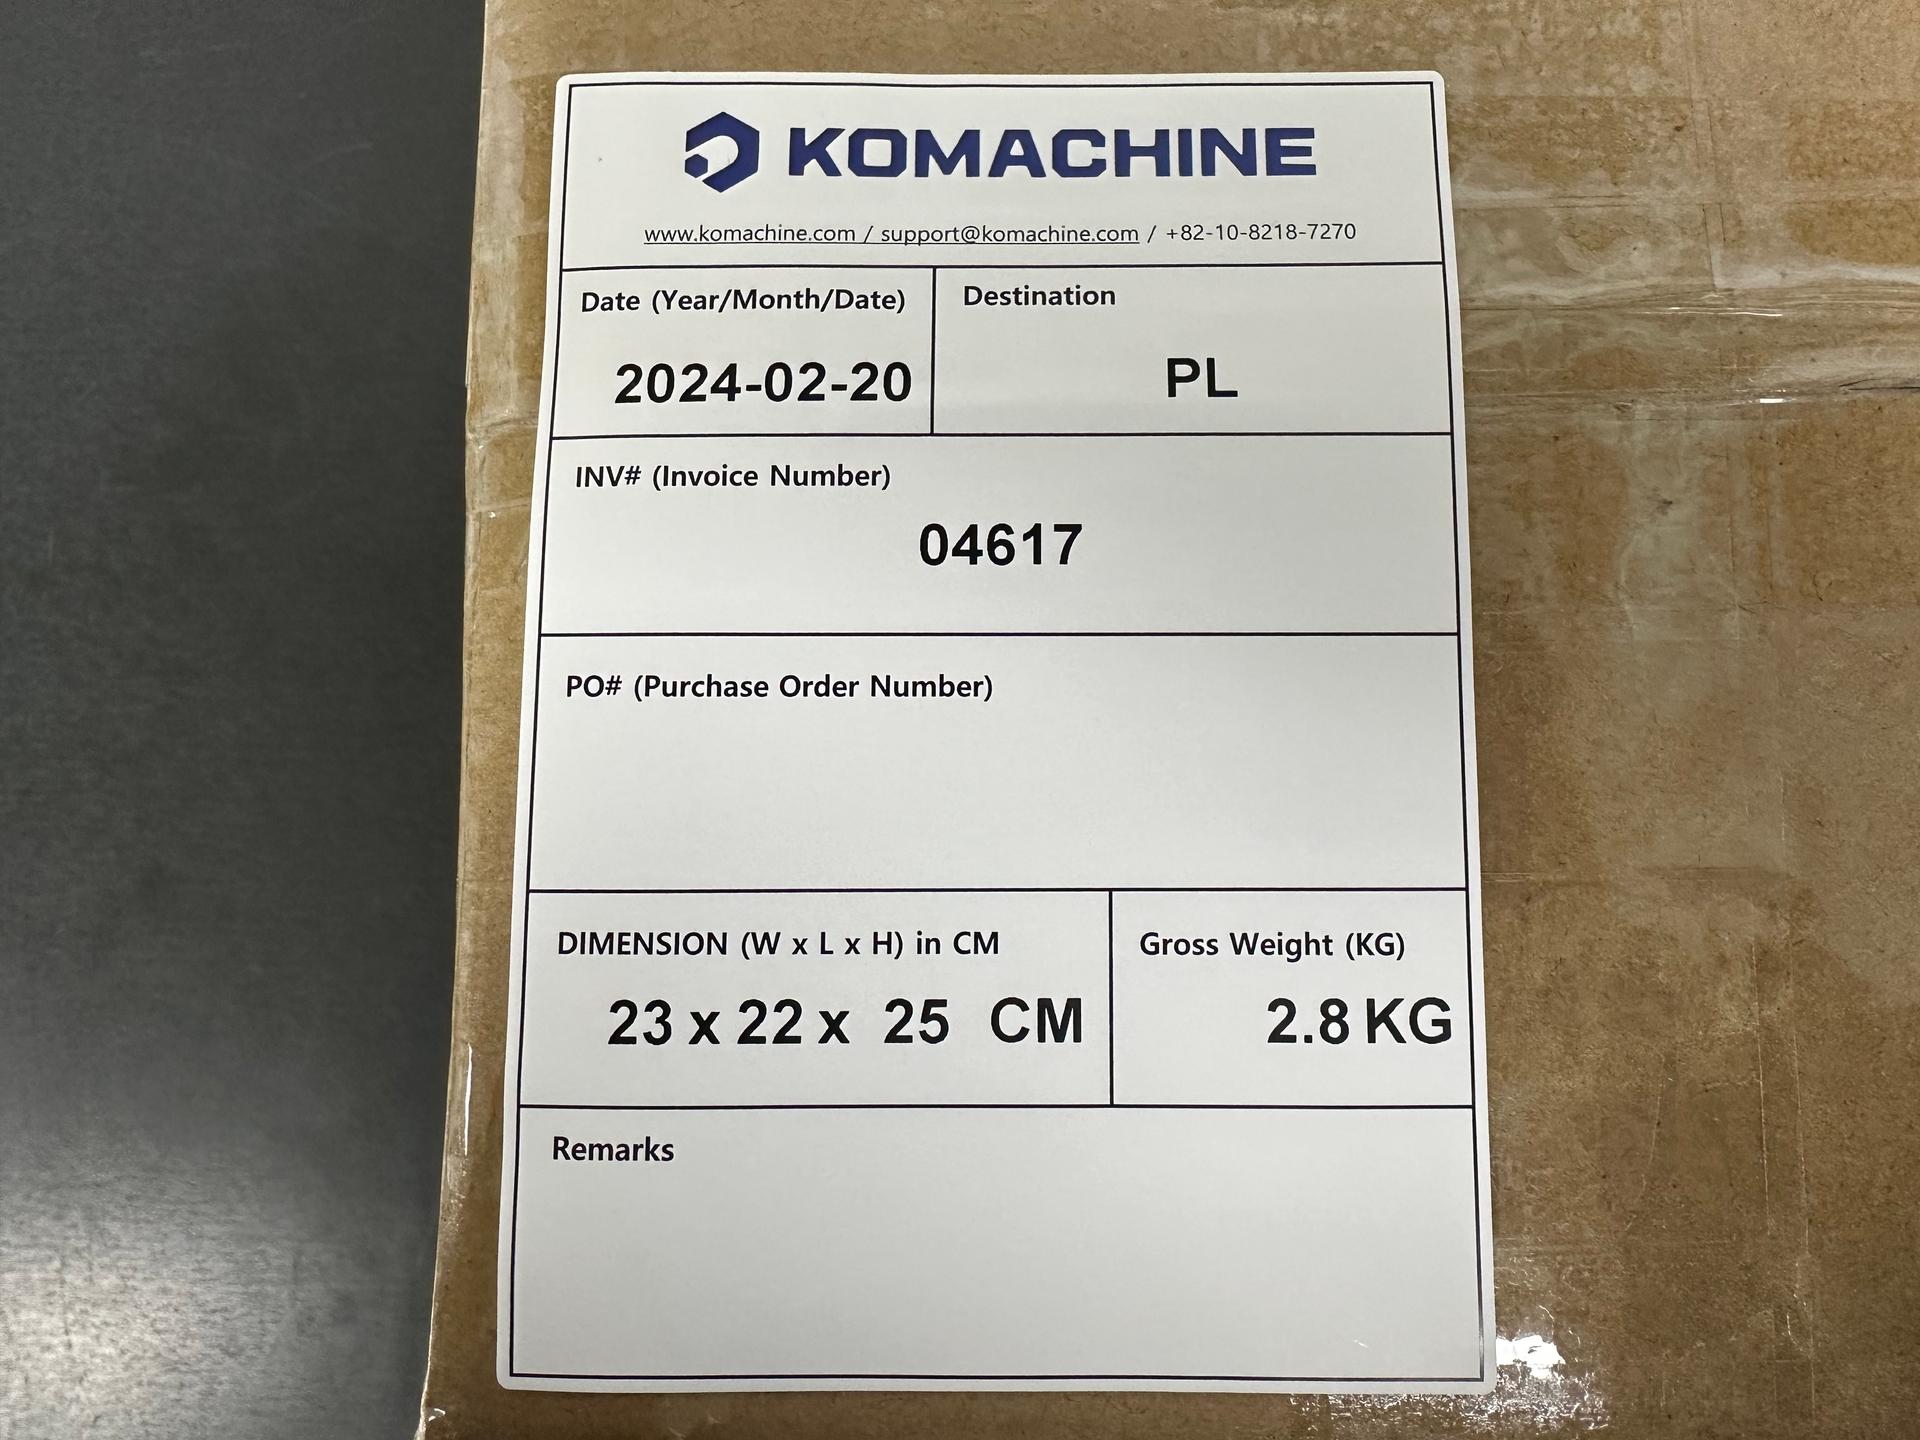 KOMACHINE
www.komachine.com / support@komachine.com / +82-10-8218-7270
Date (Year/Month/Date)
2024-02-20
Destination
PL
INV# (Invoice Number)
04617
PO# (Purchase Order Number)
DIMENSION (W x L x H) in CM
23 x 22 x 25 CM
Gross Weight (KG)
2.8 KG
Remarks